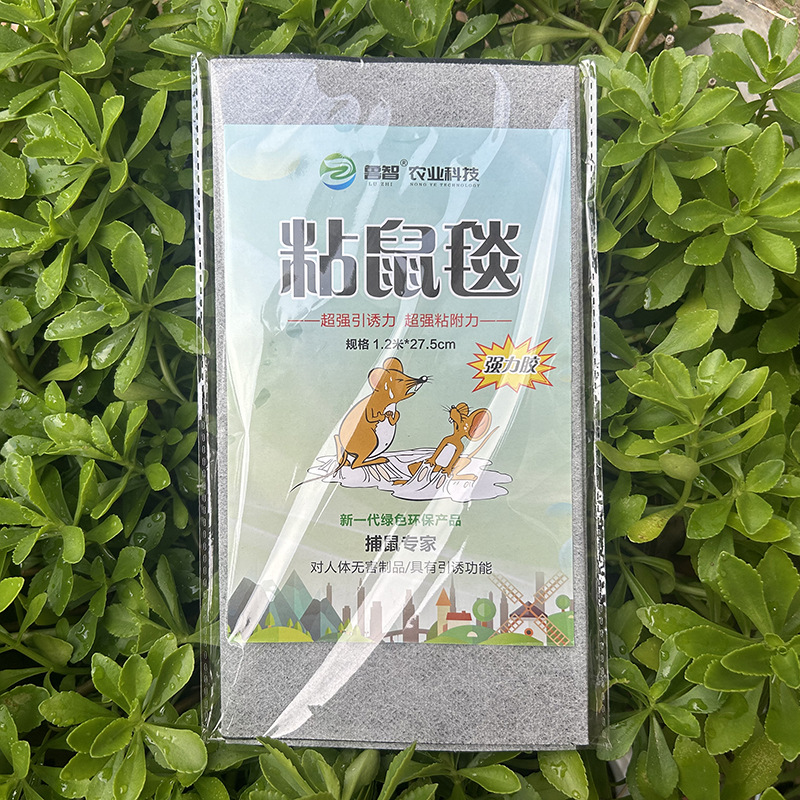 鲁智® 农业科技
LU ZHI NONG YE TECHNOLOGY
粘鼠毯
——超强引诱力 超强粘附力——
规格 1.2米*27.5cm
强力胶
新一代绿色环保产品
捕鼠专家
对人体无害制品/具有引诱功能